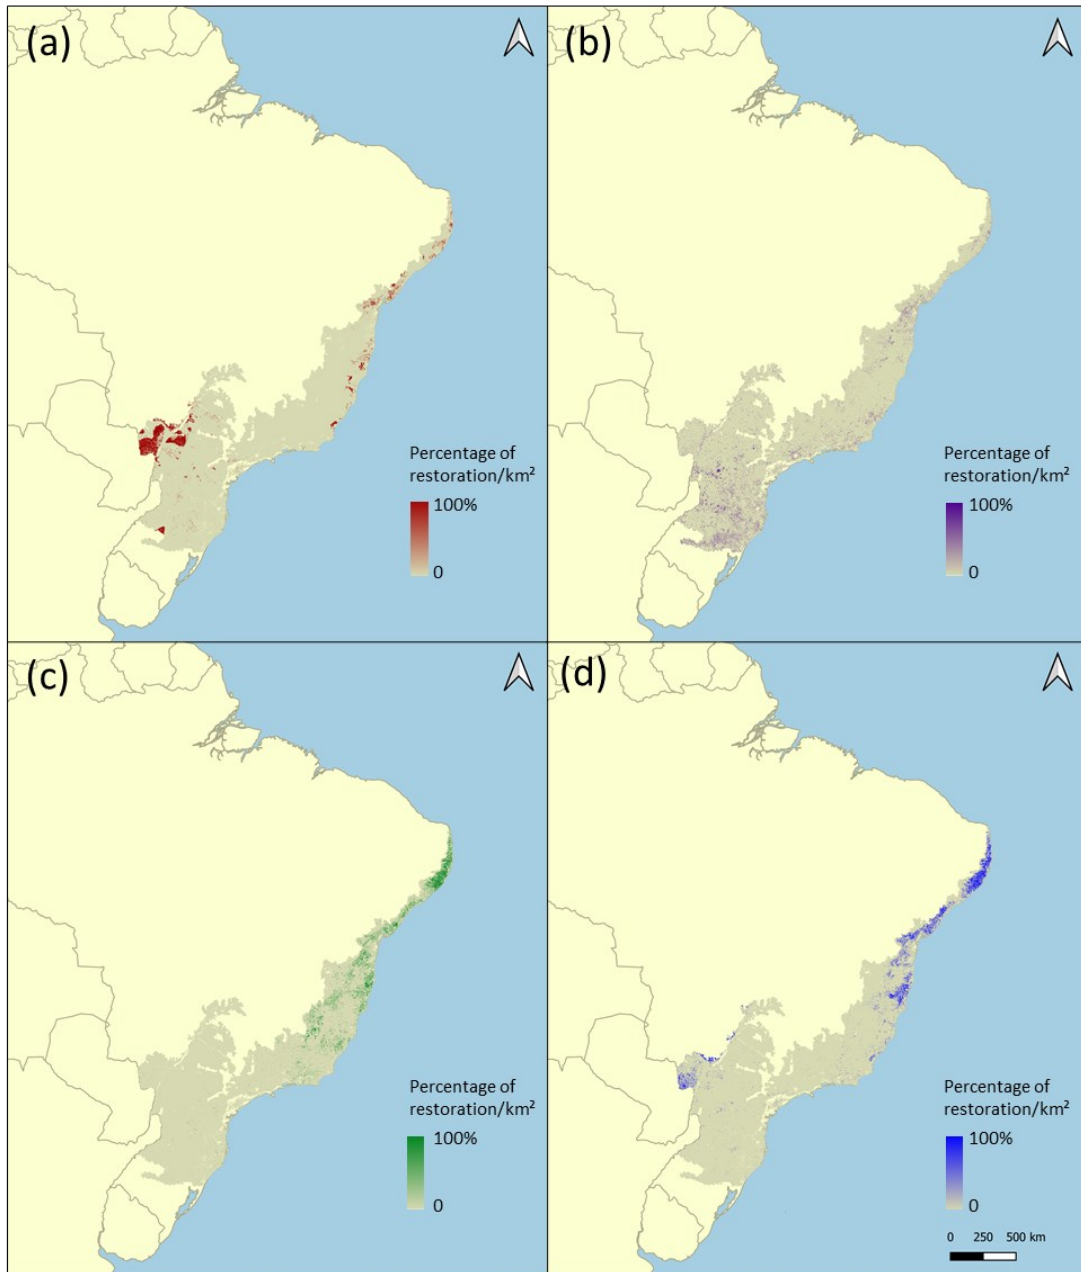 (a)
Percentage of
restoration/km²
100%
0
(b)
Percentage of
restoration/km²
100%
0
(c)
Percentage of
restoration/km²
100%
0
(d)
Percentage of
restoration/km²
100%
0
0 250 500 km